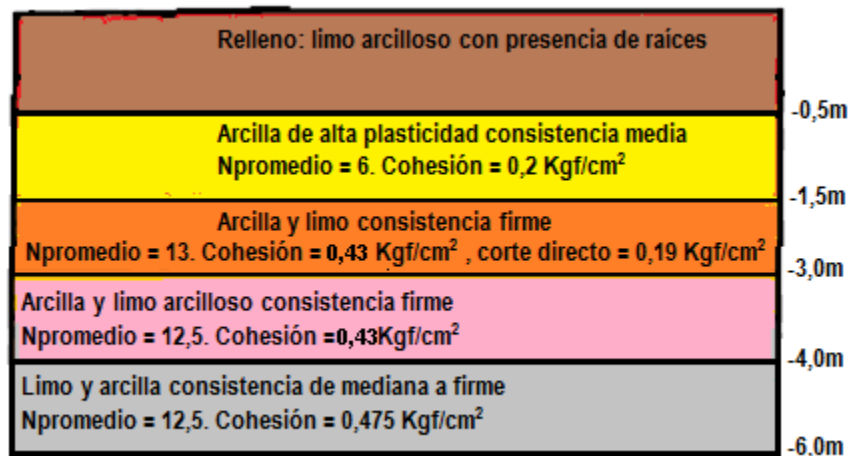 Relleno: limo arcilloso con presencia de raíces
-0,5m
Arcilla de alta plasticidad consistencia media
Npromedio = 6. Cohesión = 0,2 Kgf/cm²
-1,5m
Arcilla y limo consistencia firme
Npromedio = 13. Cohesión = 0,43 Kgf/cm² , corte directo = 0,19 Kgf/cm²
-3,0m
Arcilla y limo arcilloso consistencia firme
Npromedio = 12,5. Cohesión =0,43Kgf/cm²
-4,0m
Limo y arcilla consistencia de mediana a firme
Npromedio = 12,5. Cohesión = 0,475 Kgf/cm²
-6,0m